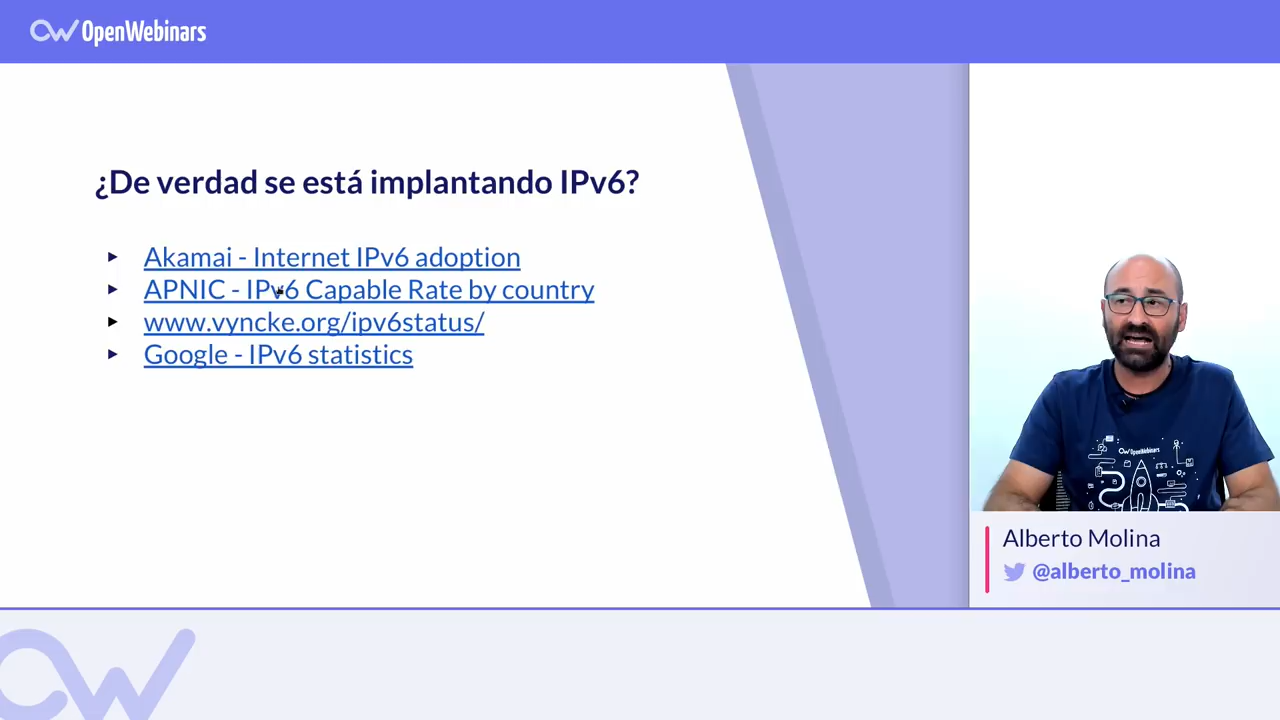 OpenWebinars
¿De verdad se está implantando IPv6?
Akamai - Internet IPv6 adoption
APNIC - IPv6 Capable Rate by country
www.vyncke.org/ipv6status/
Google - IPv6 statistics
OpenWebinars
Alberto Molina
@alberto_molina